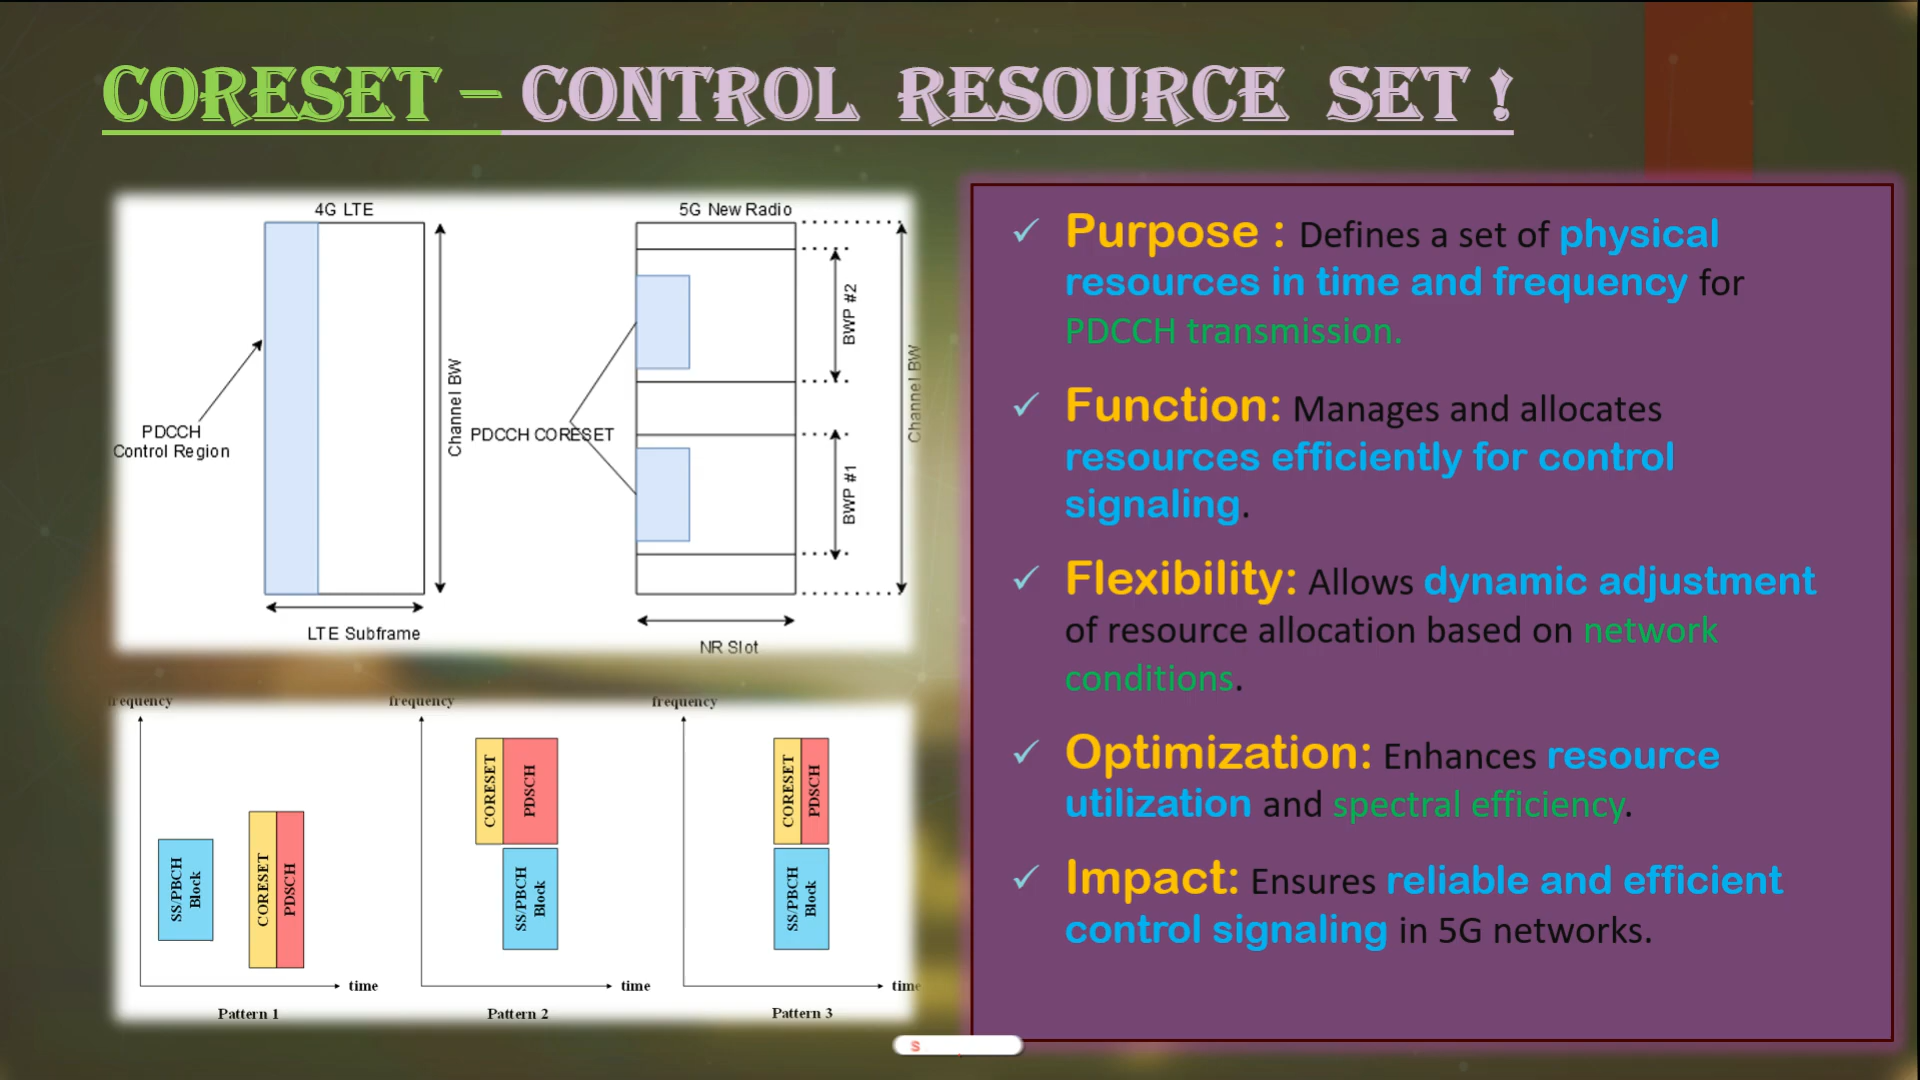 CORESET – CONTROL RESOURCE SET !
4G LTE
5G New Radio
PDCCH
Control Region
Channel BW
LTE Subframe
PDCCH CORESET
BWP #2
BWP #1
Channel BW
NR Slot
frequency
SS/PBCH
Block
CORESET
PDSCH
time
Pattern 1
frequency
CORESET
PDSCH
SS/PBCH
Block
time
Pattern 2
frequency
CORESET
PDSCH
SS/PBCH
Block
time
Pattern 3
✓ Purpose : Defines a set of physical
resources in time and frequency for
PDCCH transmission.
✓ Function: Manages and allocates
resources efficiently for control
signaling.
✓ Flexibility: Allows dynamic adjustment
of resource allocation based on network
conditions.
✓ Optimization: Enhances resource
utilization and spectral efficiency.
✓ Impact: Ensures reliable and efficient
control signaling in 5G networks.
S